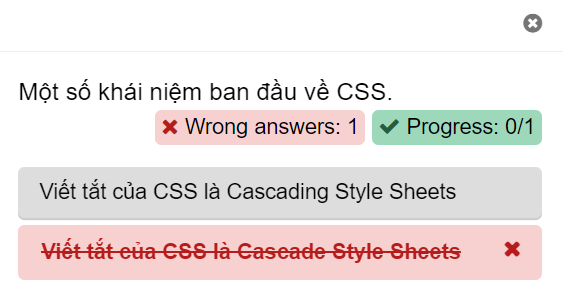 Một số khái niệm ban đầu về CSS.
Wrong answers: 1 Progress: 0/1
Viết tắt của CSS là Cascading Style Sheets
Viết tắt của CSS là Cascade Style Sheets